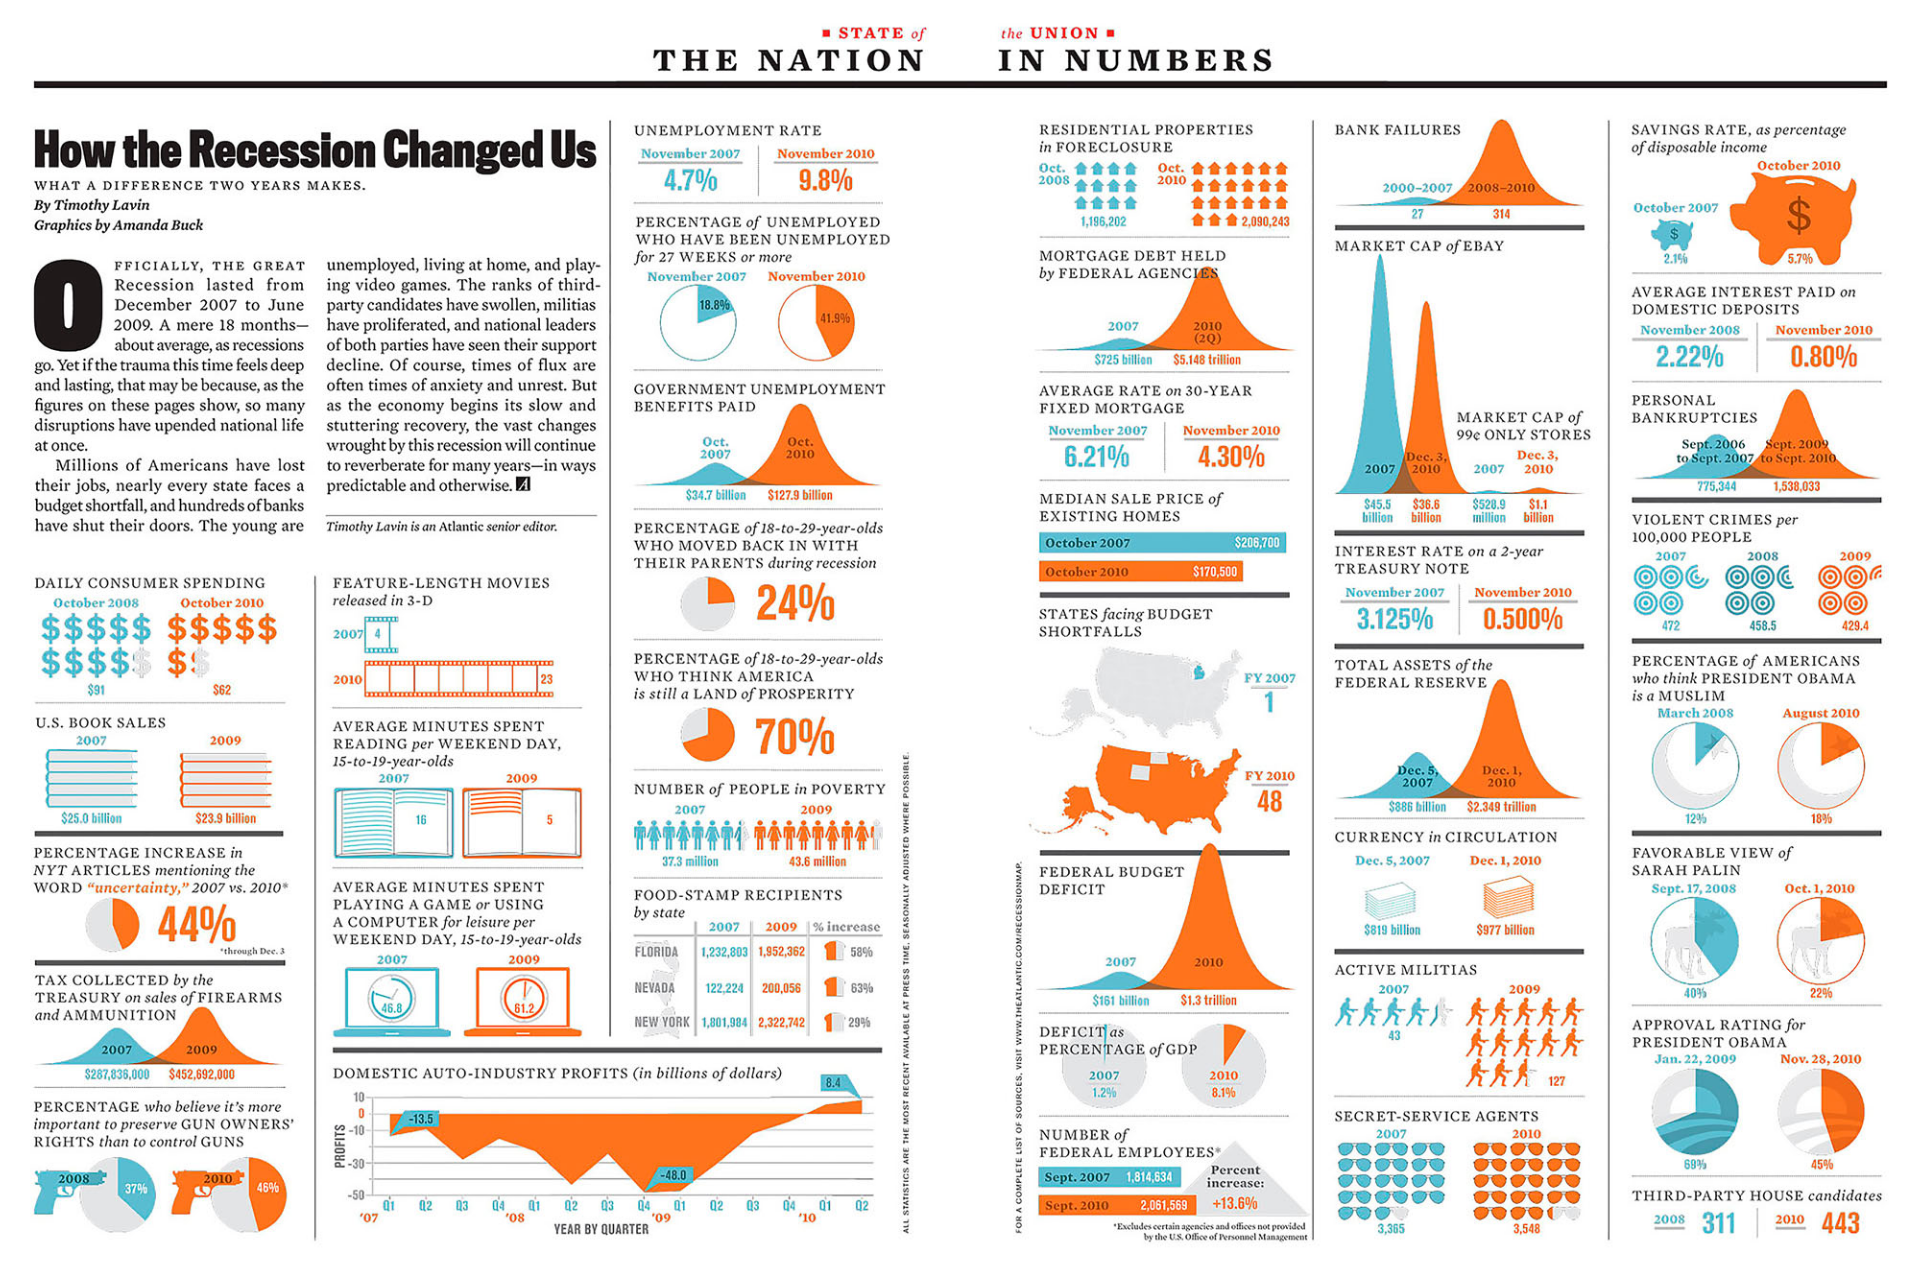 STATE of
THE NATION
the UNION
IN NUMBERS
How the Recession Changed Us
WHAT A DIFFERENCE TWO YEARS MAKES.
By Timothy Lavin
Graphics by Amanda Buck
OFFICIALLY, THE GREAT
Recession lasted from
December 2007 to June
2009. A mere 18 months—
about average, as recessions
go. Yet if the trauma this time feels deep
and lasting, that may be because, as the
figures on these pages show, so many
disruptions have upended national life
at once.
Millions of Americans have lost
their jobs, nearly every state faces a
budget shortfall, and hundreds of banks
have shut their doors. The young are
unemployed, living at home, and play-
ing video games. The ranks of third-
party candidates have swollen, militias
have proliferated, and national leaders
of both parties have seen their support
decline. Of course, times of flux are
often times of anxiety and unrest. But
as the economy begins its slow and
stuttering recovery, the vast changes
wrought by this recession will continue
to reverberate for many years—in ways
predictable and otherwise. A
Timothy Lavin is an Atlantic senior editor.
DAILY CONSUMER SPENDING
October 2008 October 2010
$$$$$ $$$$$
$$$$$ $$
$91 $62
U.S. BOOK SALES
2007 2009
$25.0 billion $23.9 billion
PERCENTAGE INCREASE in
NYT ARTICLES mentioning the
WORD "uncertainty," 2007 vs. 2010*
44%
*through Dec. 3
TAX COLLECTED by the
TREASURY on sales of FIREARMS
and AMMUNITION
2007 2009
$287,836,000 $452,692,000
PERCENTAGE who believe it's more
important to preserve GUN OWNERS'
RIGHTS than to control GUNS
2008 37% 2010 46%
FEATURE-LENGTH MOVIES
released in 3-D
2007 4
2010 23
AVERAGE MINUTES SPENT
READING per WEEKEND DAY,
15-to-19-year-olds
2007 2009
16 5
AVERAGE MINUTES SPENT
PLAYING A GAME or USING
A COMPUTER for leisure per
WEEKEND DAY, 15-to-19-year-olds
2007 2009
46.8 61.2
DOMESTIC AUTO-INDUSTRY PROFITS (in billions of dollars)
8.4
10
0
-10
-30
-50
PROFITS
-13.5
-48.0
Q1 Q2 Q3 Q4 Q1 Q2 Q3 Q4 Q1 Q2 Q3 Q4 Q1 Q2
'07 '08 '09 '10
YEAR BY QUARTER
UNEMPLOYMENT RATE
November 2007 November 2010
4.7% 9.8%
PERCENTAGE of UNEMPLOYED
WHO HAVE BEEN UNEMPLOYED
for 27 WEEKS or more
November 2007 November 2010
18.8% 41.9%
GOVERNMENT UNEMPLOYMENT
BENEFITS PAID
Oct. 2007 Oct. 2010
$34.7 billion $127.9 billion
PERCENTAGE of 18-to-29-year-olds
WHO MOVED BACK IN WITH
THEIR PARENTS during recession
24%
PERCENTAGE of 18-to-29-year-olds
WHO THINK AMERICA
is still a LAND of PROSPERITY
70%
NUMBER of PEOPLE in POVERTY
2007 2009
37.3 million 43.6 million
FOOD-STAMP RECIPIENTS
by state
2007 2009 % increase
FLORIDA 1,232,803 1,952,362 58%
NEVADA 122,224 200,056 63%
NEW YORK 1,801,984 2,322,742 29%
ALL STATISTICS ARE THE MOST RECENT AVAILABLE AT PRESS TIME, SEASONALLY ADJUSTED WHERE POSSIBLE.
RESIDENTIAL PROPERTIES
in FORECLOSURE
Oct. 2008 Oct. 2010
1,186,202 2,090,243
MORTGAGE DEBT HELD
by FEDERAL AGENCIES
2007 2010
(2Q)
$725 billion $5.148 trillion
AVERAGE RATE on 30-YEAR
FIXED MORTGAGE
November 2007 November 2010
6.21% 4.30%
MEDIAN SALE PRICE of
EXISTING HOMES
October 2007 $206,700
October 2010 $170,500
STATES facing BUDGET
SHORTFALLS
FY 2007
1
FY 2010
48
FEDERAL BUDGET
DEFICIT
2007 2010
$161 billion $1.3 trillion
DEFICIT as
PERCENTAGE of GDP
2007 2010
1.2% 8.1%
NUMBER of
FEDERAL EMPLOYEES*
Sept. 2007 1,814,634
Sept. 2010 2,061,569
Percent
increase:
+13.6%
*Excludes certain agencies and offices not provided
by the U.S. Office of Personnel Management
FOR A COMPLETE LIST OF SOURCES, VISIT WWW.THEATLANTIC.COM/RECESSIONMAP.
BANK FAILURES
2000–2007 2008–2010
27 314
MARKET CAP of EBAY
2007 Dec. 3, 2010
$45.5 billion $36.6 billion
MARKET CAP of
99¢ ONLY STORES
2007 Dec. 3, 2010
$520.9 million $1.1 billion
INTEREST RATE on a 2-year
TREASURY NOTE
November 2007 November 2010
3.125% 0.500%
TOTAL ASSETS of the
FEDERAL RESERVE
Dec. 5, 2007 Dec. 1, 2010
$886 billion $2.349 trillion
CURRENCY in CIRCULATION
Dec. 5, 2007 Dec. 1, 2010
$819 billion $977 billion
ACTIVE MILITIAS
2007 2009
43 127
SECRET-SERVICE AGENTS
2007 2010
3,365 3,548
SAVINGS RATE, as percentage
of disposable income
October 2010
October 2007
$ $
2.1% 5.7%
AVERAGE INTEREST PAID on
DOMESTIC DEPOSITS
November 2008 November 2010
2.22% 0.80%
PERSONAL
BANKRUPTCIES
Sept. 2006 to Sept. 2007 Sept. 2009 to Sept. 2010
775,344 1,538,033
VIOLENT CRIMES per
100,000 PEOPLE
2007 2008 2009
472 458.5 429.4
PERCENTAGE of AMERICANS
who think PRESIDENT OBAMA
is a MUSLIM
March 2008 August 2010
12% 18%
FAVORABLE VIEW of
SARAH PALIN
Sept. 17, 2008 Oct. 1, 2010
40% 22%
APPROVAL RATING for
PRESIDENT OBAMA
Jan. 22, 2009 Nov. 28, 2010
69% 45%
THIRD-PARTY HOUSE candidates
2008 311 2010 443